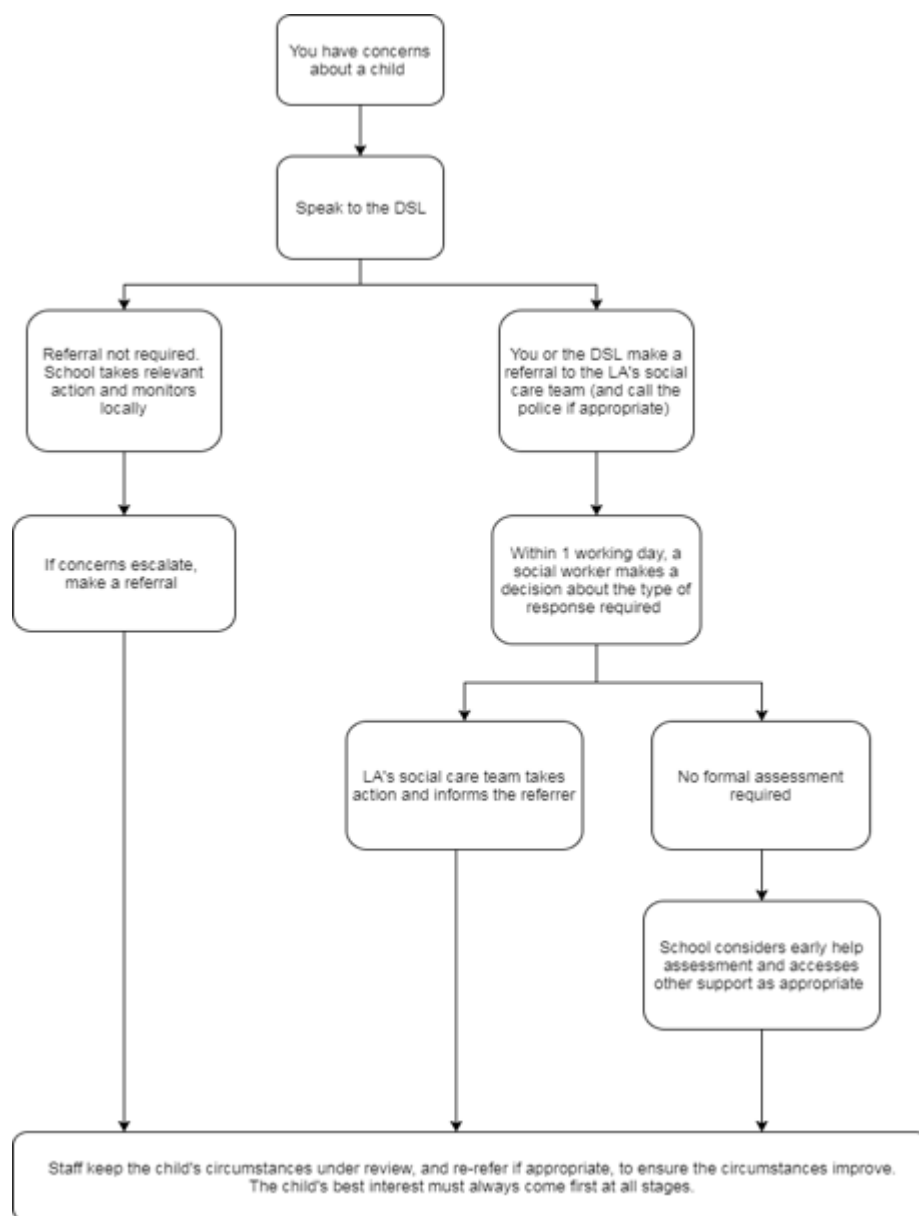 You have concerns
about a child
Speak to the DSL
Referral not required.
School takes relevant
action and monitors
locally
You or the DSL make a
referral to the LA's social
care team (and call the
police if appropriate)
If concerns escalate,
make a referral
Within 1 working day, a
social worker makes a
decision about the type of
response required
LA's social care team takes
action and informs the referrer
No formal assessment
required
School considers early help
assessment and accesses
other support as appropriate
Staff keep the child's circumstances under review, and re-refer if appropriate, to ensure the circumstances improve.
The child's best interest must always come first at all stages.